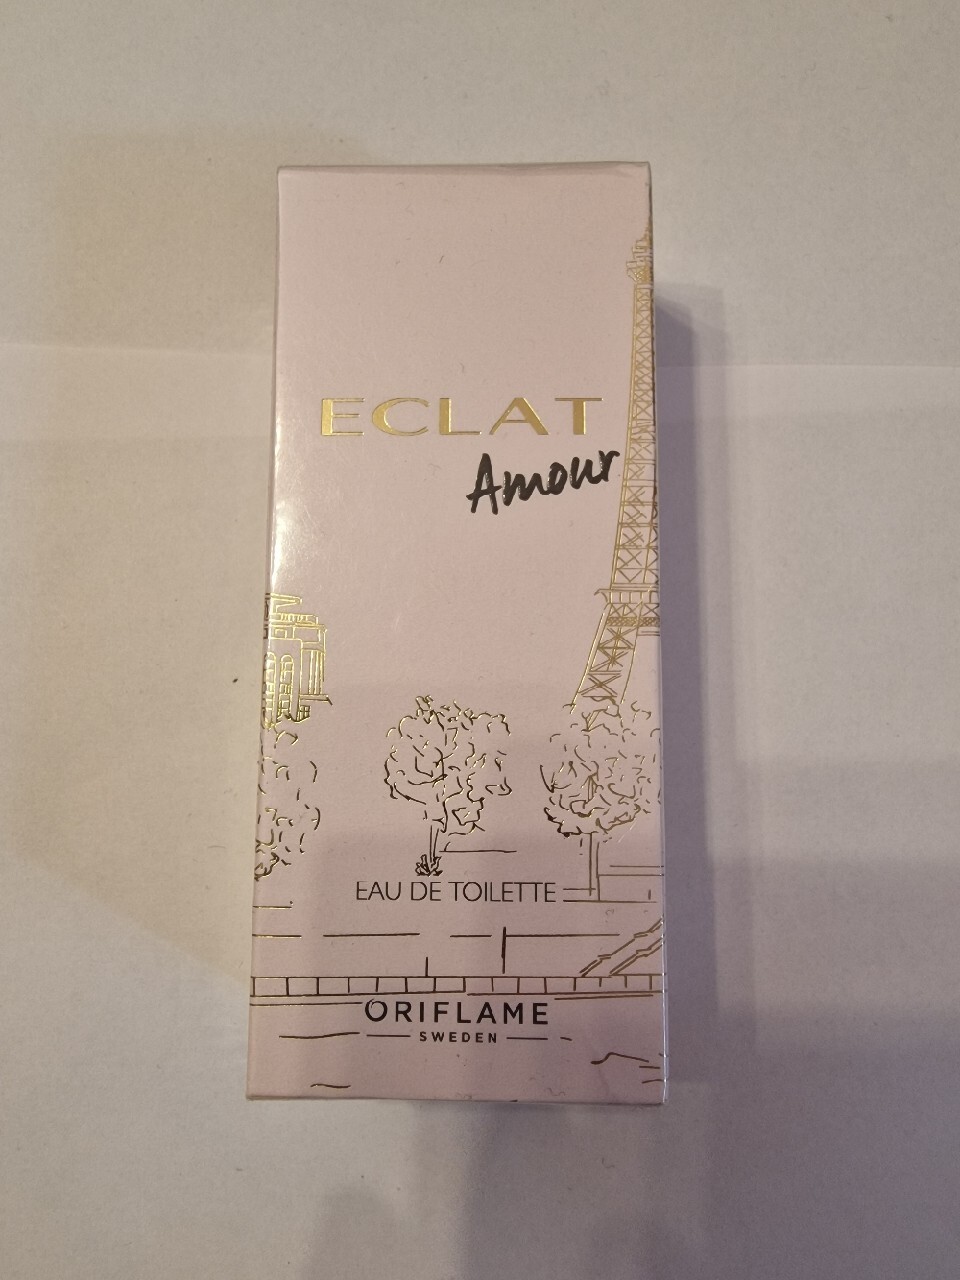 ECLAT
Amour
EAU DE TOILETTE
ORIFLAME
SWEDEN